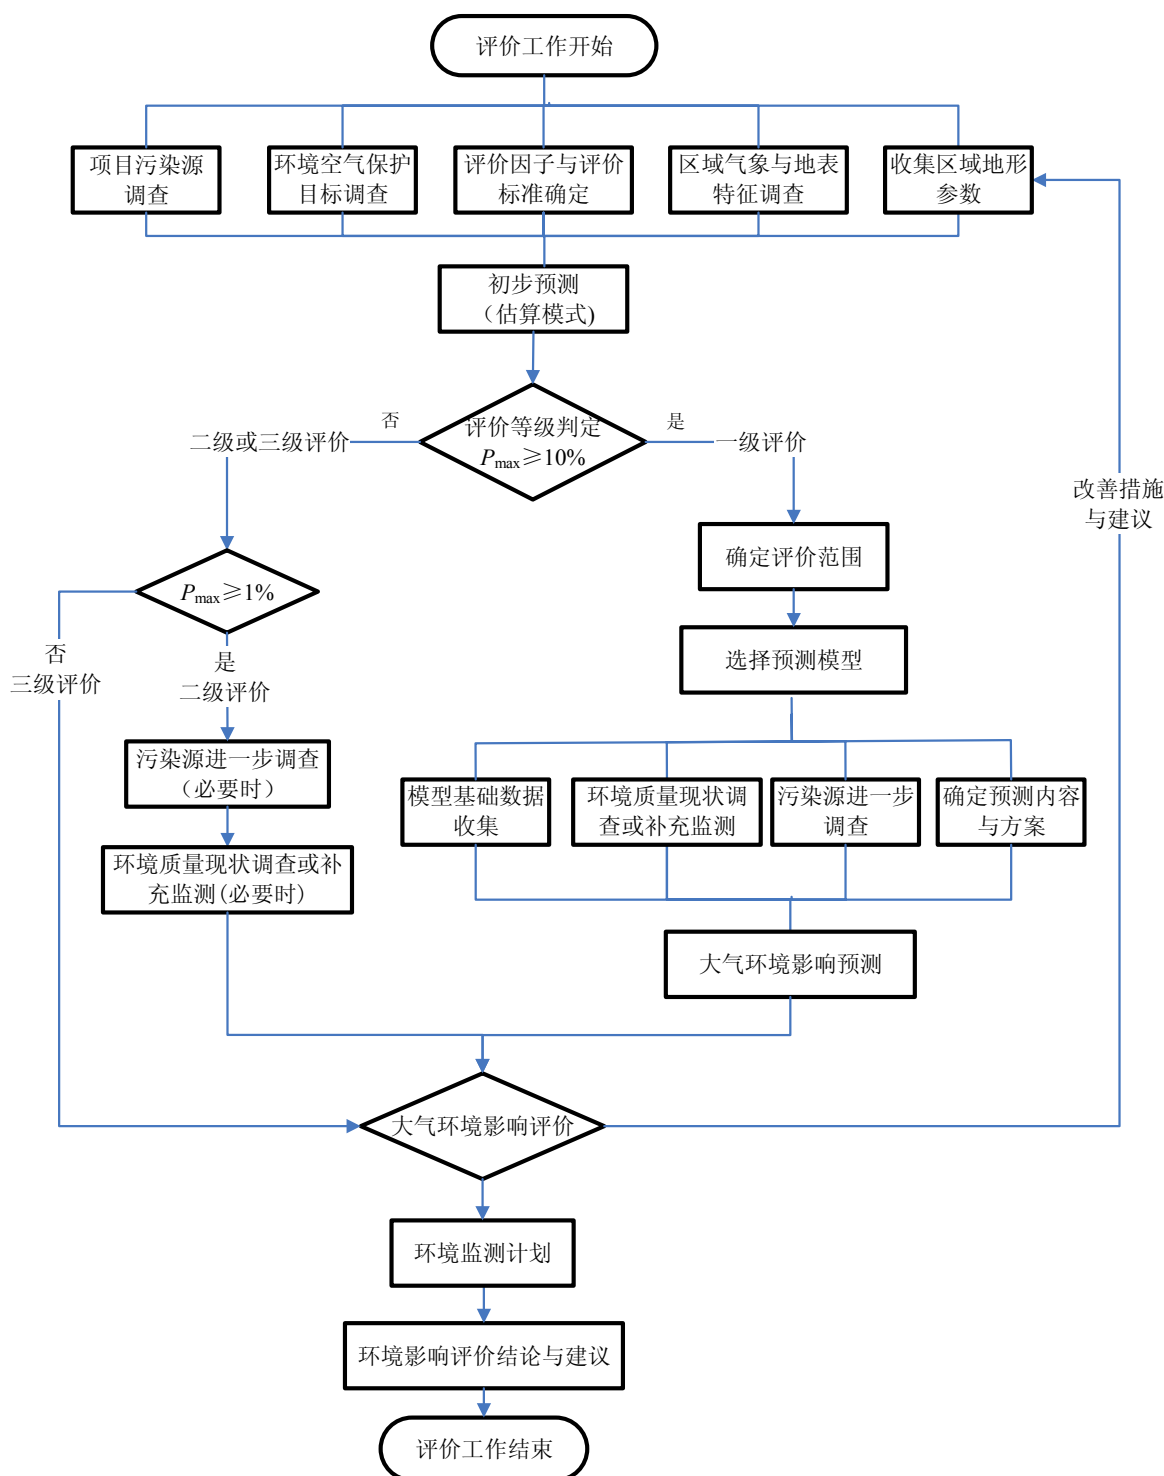 评价工作开始
项目污染源
调查
环境空气保护
目标调查
评价因子与评价
标准确定
区域气象与地表
特征调查
收集区域地形
参数
初步预测
（估算模式)
评价等级判定
Pmax≥10%
否
二级或三级评价
是
一级评价
改善措施
与建议
确定评价范围
Pmax≥1%
否
三级评价
是
二级评价
选择预测模型
污染源进一步调查
（必要时）
模型基础数据
收集
环境质量现状调
查或补充监测
污染源进一步
调查
确定预测内容
与方案
环境质量现状调查或补
充监测(必要时)
大气环境影响预测
大气环境影响评价
环境监测计划
环境影响评价结论与建议
评价工作结束